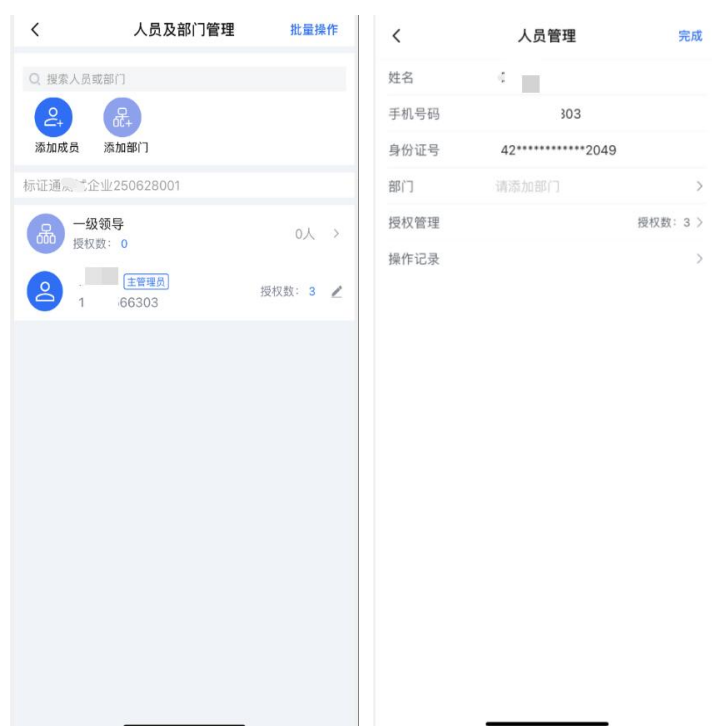 人员及部门管理
批量操作
搜索人员或部门
添加成员
添加部门
标证通 企业250628001
一级领导
授权数: 0
0人
主管理员
1 66303
授权数: 3
人员管理
完成
姓名
手机号码 303
身份证号 42************2049
部门 请添加部门
授权管理 授权数: 3
操作记录